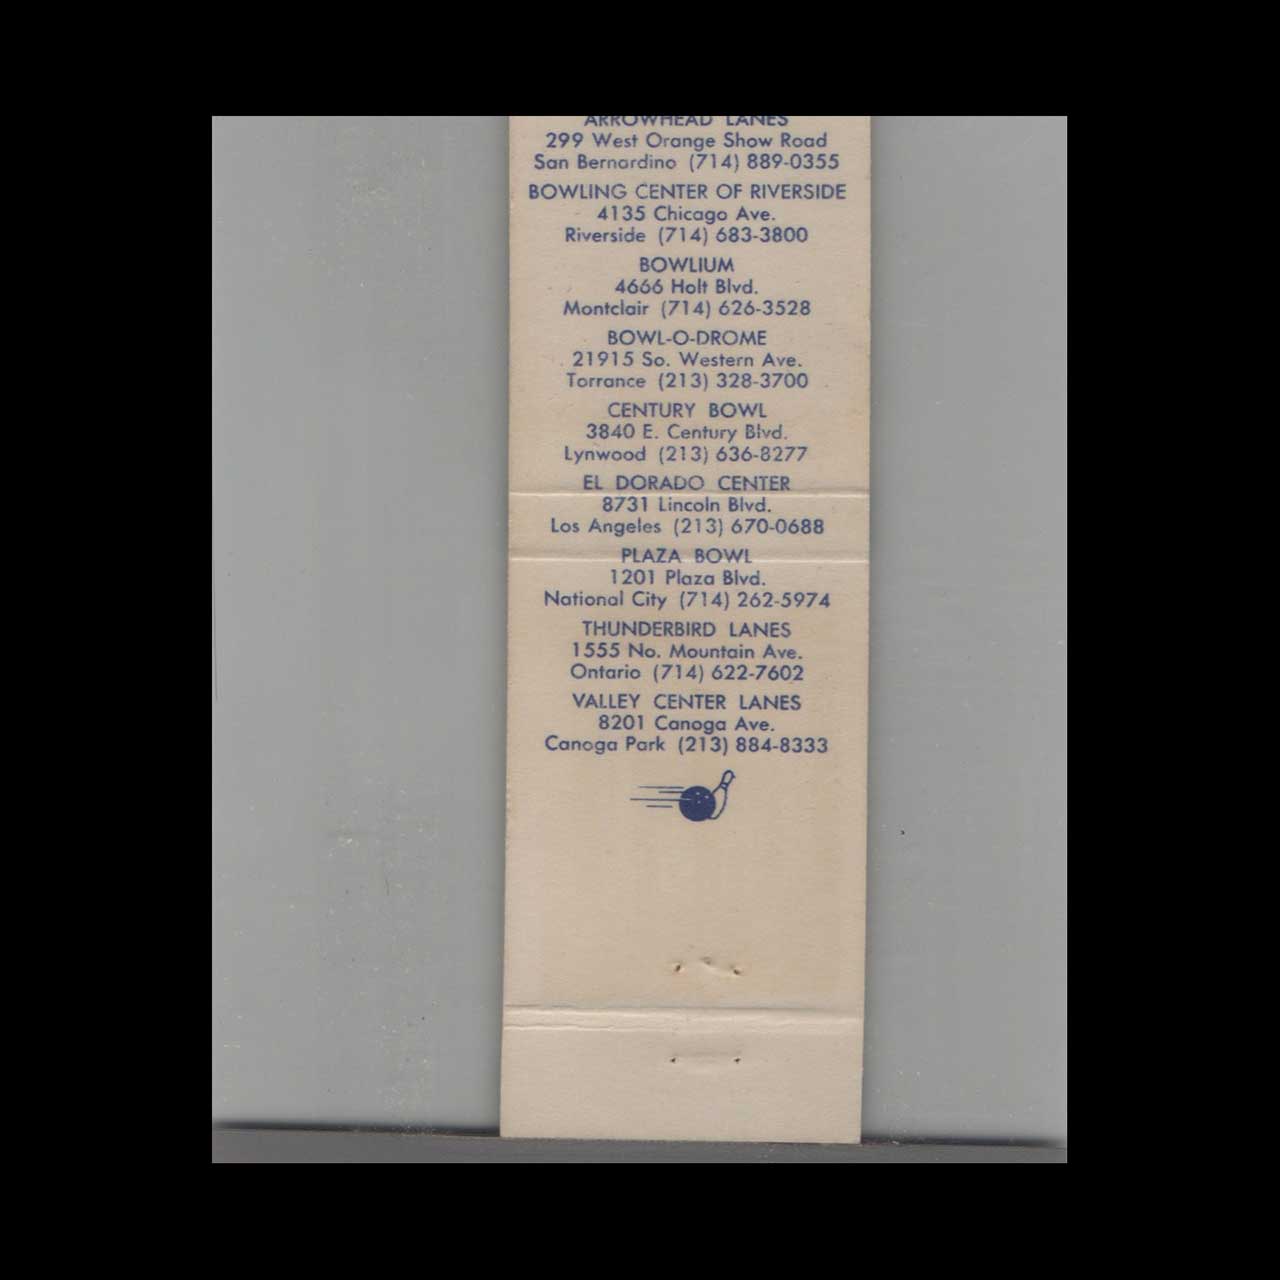 ARROWHEAD LANES
299 West Orange Show Road
San Bernardino (714) 889-0355
BOWLING CENTER OF RIVERSIDE
4135 Chicago Ave.
Riverside (714) 683-3800
BOWLIUM
4666 Holt Blvd.
Montclair (714) 626-3528
BOWL-O-DROME
21915 So. Western Ave.
Torrance (213) 328-3700
CENTURY BOWL
3840 E. Century Blvd.
Lynwood (213) 636-8277
EL DORADO CENTER
8731 Lincoln Blvd.
Los Angeles (213) 670-0688
PLAZA BOWL
1201 Plaza Blvd.
National City (714) 262-5974
THUNDERBIRD LANES
1555 No. Mountain Ave.
Ontario (714) 622-7602
VALLEY CENTER LANES
8201 Canoga Ave.
Canoga Park (213) 884-8333